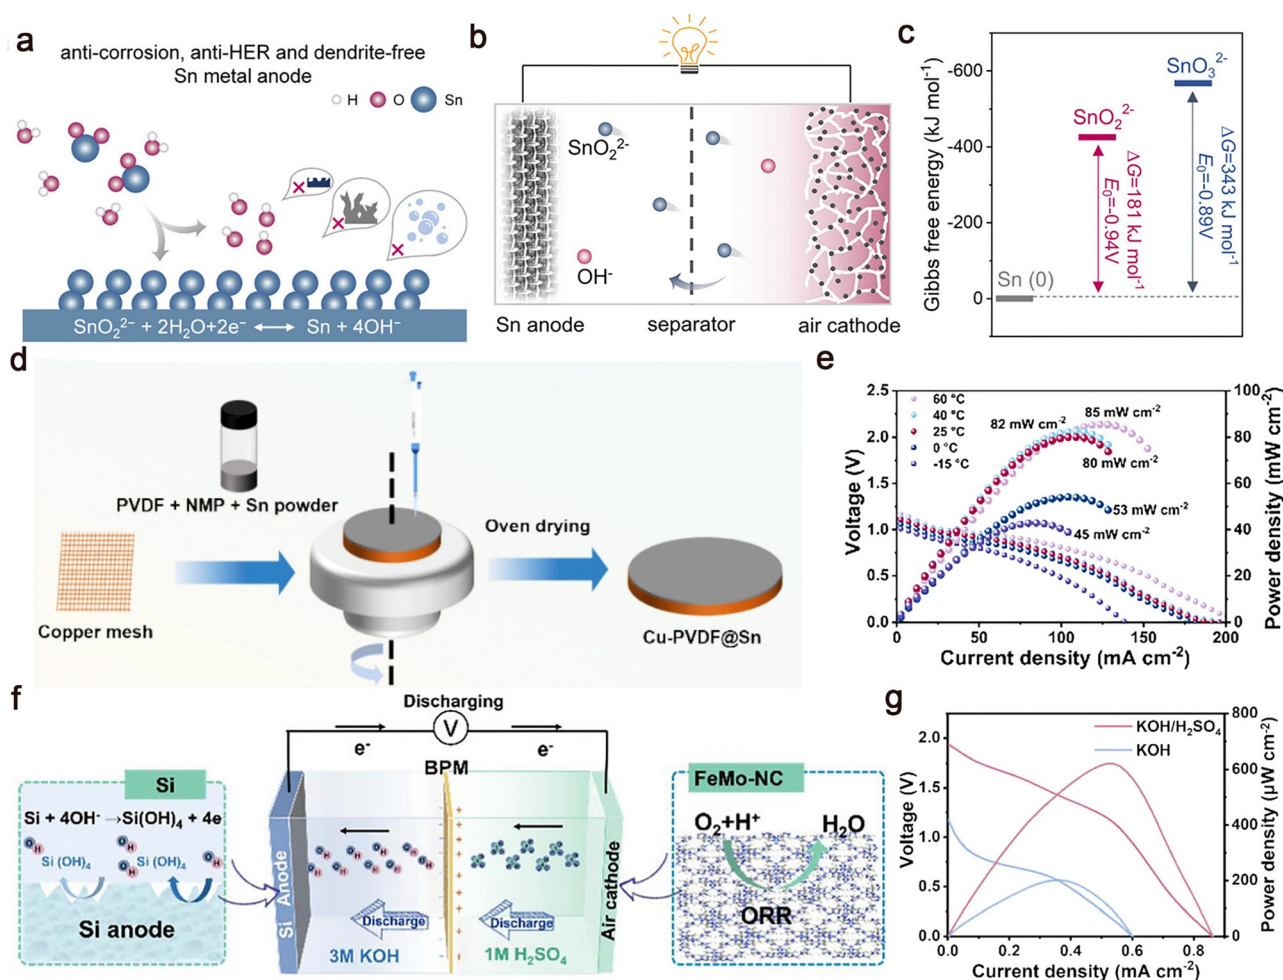 a
anti-corrosion, anti-HER and dendrite-free
Sn metal anode
H O Sn
SnO₂²⁻ + 2H₂O+2e⁻ ⟷ Sn + 4OH⁻
b
SnO₂²⁻
OH⁻
Sn anode separator air cathode
c
Gibbs free energy (kJ mol⁻¹)
-600
-400
-200
0
Sn (0)
SnO₂²⁻
ΔG=181 kJ mol⁻¹
E₀=-0.94V
SnO₃²⁻
ΔG=343 kJ mol⁻¹
E₀=-0.89V
d
PVDF + NMP + Sn powder
Copper mesh
Oven drying
Cu-PVDF@Sn
e
Voltage (V)
2.5
2.0
1.5
1.0
0.5
0.0
60 °C
40 °C
25 °C
0 °C
-15 °C
82 mW cm⁻²
85 mW cm⁻²
80 mW cm⁻²
53 mW cm⁻²
45 mW cm⁻²
100
80
60
40
20
0
Power density (mW cm⁻²)
0 50 100 150 200
Current density (mA cm⁻²)
f
Si
Si + 4OH⁻→Si(OH)₄ + 4e
O H
O H
O H
O H
Si (OH)₄ Si (OH)₄
Si anode
Discharging
V
e⁻ e⁻
BPM
Si Anode
Discharge
3M KOH
Discharge
1M H₂SO₄
Air cathode
FeMo-NC
O₂+H⁺ H₂O
ORR
g
Voltage (V)
2.0
1.5
1.0
0.5
0.0
KOH/H₂SO₄
KOH
800
600
400
200
0
Power density (μW cm⁻²)
0.0 0.2 0.4 0.6 0.8
Current density (mA cm⁻²)